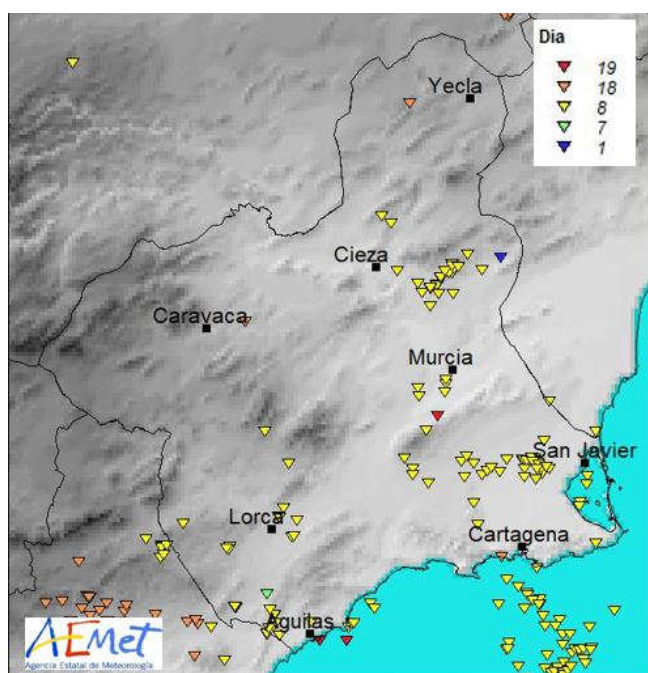 Dia
19
18
8
7
1
Yecla
Cieza
Caravaca
Murcia
San Javier
Lorca
Cartagena
Aguilas
AEMet
Agencia Estatal de Meteorología